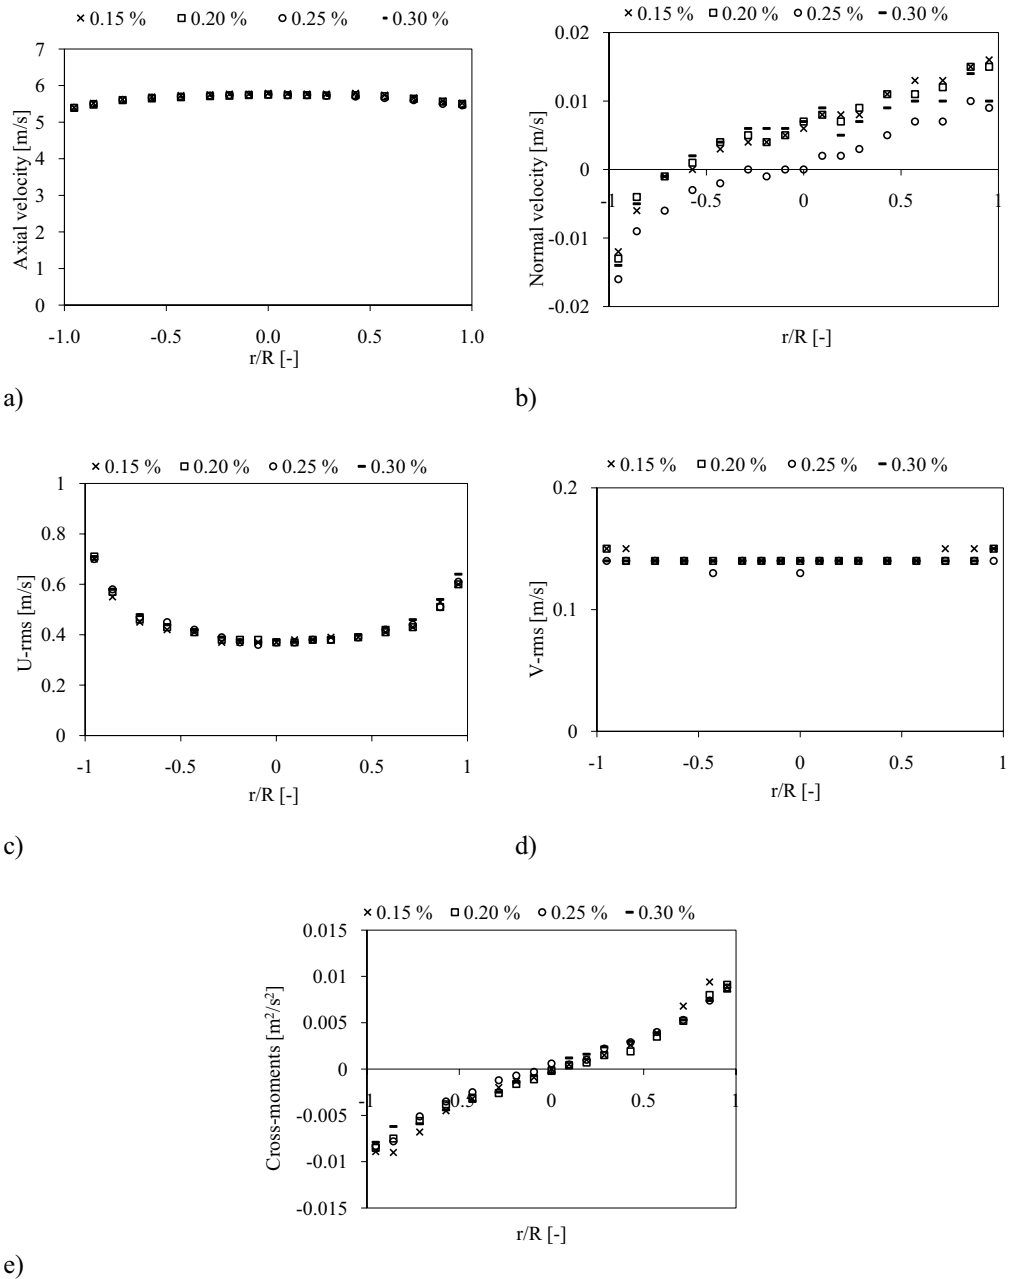 × 0.15 % □ 0.20 % ○ 0.25 % - 0.30 %
7
6
5
4
3
2
1
0
Axial velocity [m/s]
-1.0 -0.5 0.0 0.5 1.0
r/R [-]
a)
× 0.15 % □ 0.20 % ○ 0.25 % - 0.30 %
0.02
0.01
0
-0.01
-0.02
Normal velocity [m/s]
-1 -0.5 0 0.5 1
r/R [-]
b)
× 0.15 % □ 0.20 % ○ 0.25 % - 0.30 %
1
0.8
0.6
0.4
0.2
0
U-rms [m/s]
-1 -0.5 0 0.5 1
r/R [-]
c)
× 0.15 % □ 0.20 % ○ 0.25 % - 0.30 %
0.2
0.1
0
V-rms [m/s]
-1 -0.5 0 0.5 1
r/R [-]
d)
× 0.15 % □ 0.20 % ○ 0.25 % - 0.30 %
0.015
0.01
0.005
0
-0.005
-0.01
-0.015
Cross-moments [m²/s²]
-1 -0.5 0 0.5 1
r/R [-]
e)